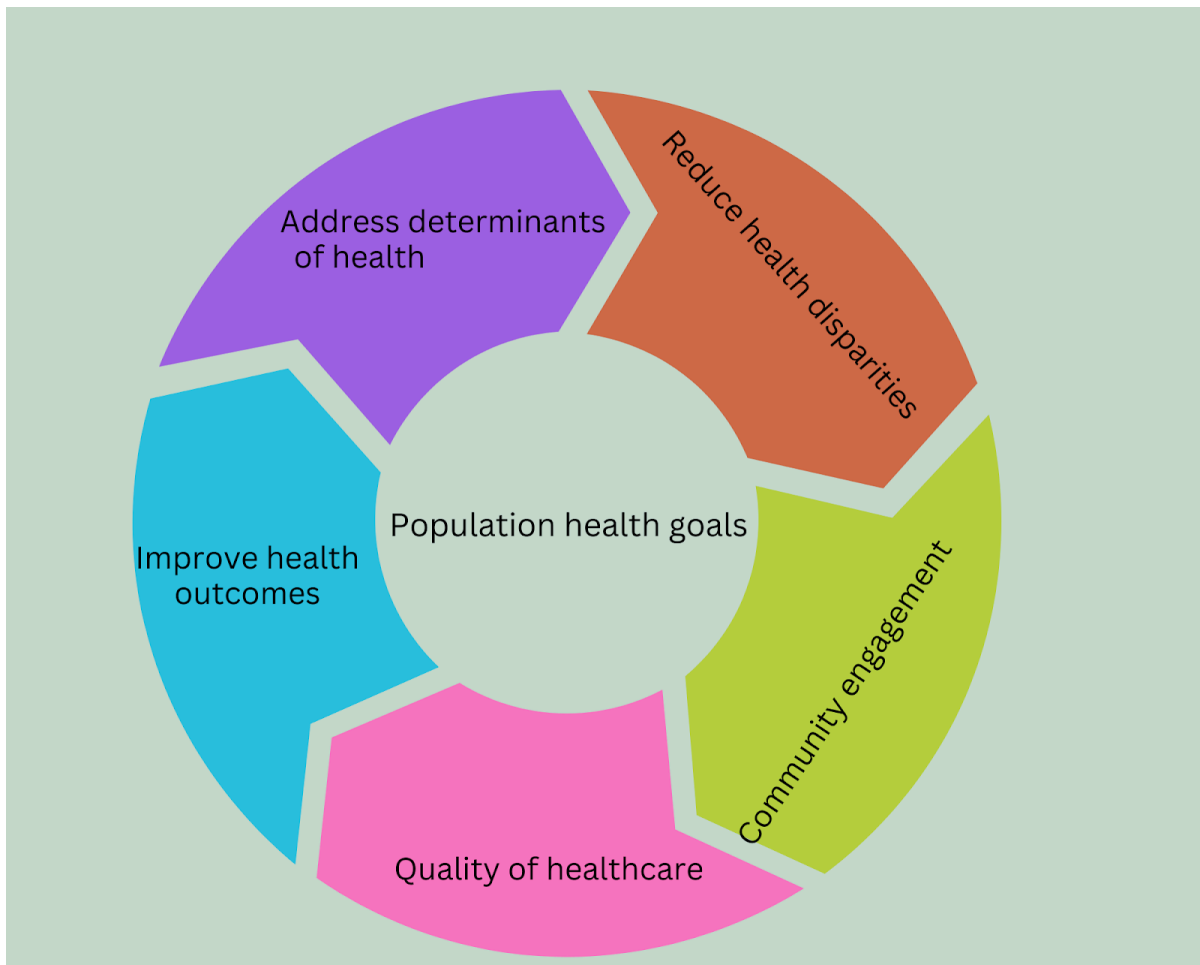 Address determinants
of health
Reduce health disparities
Community engagement
Quality of healthcare
Improve health
outcomes
Population health goals